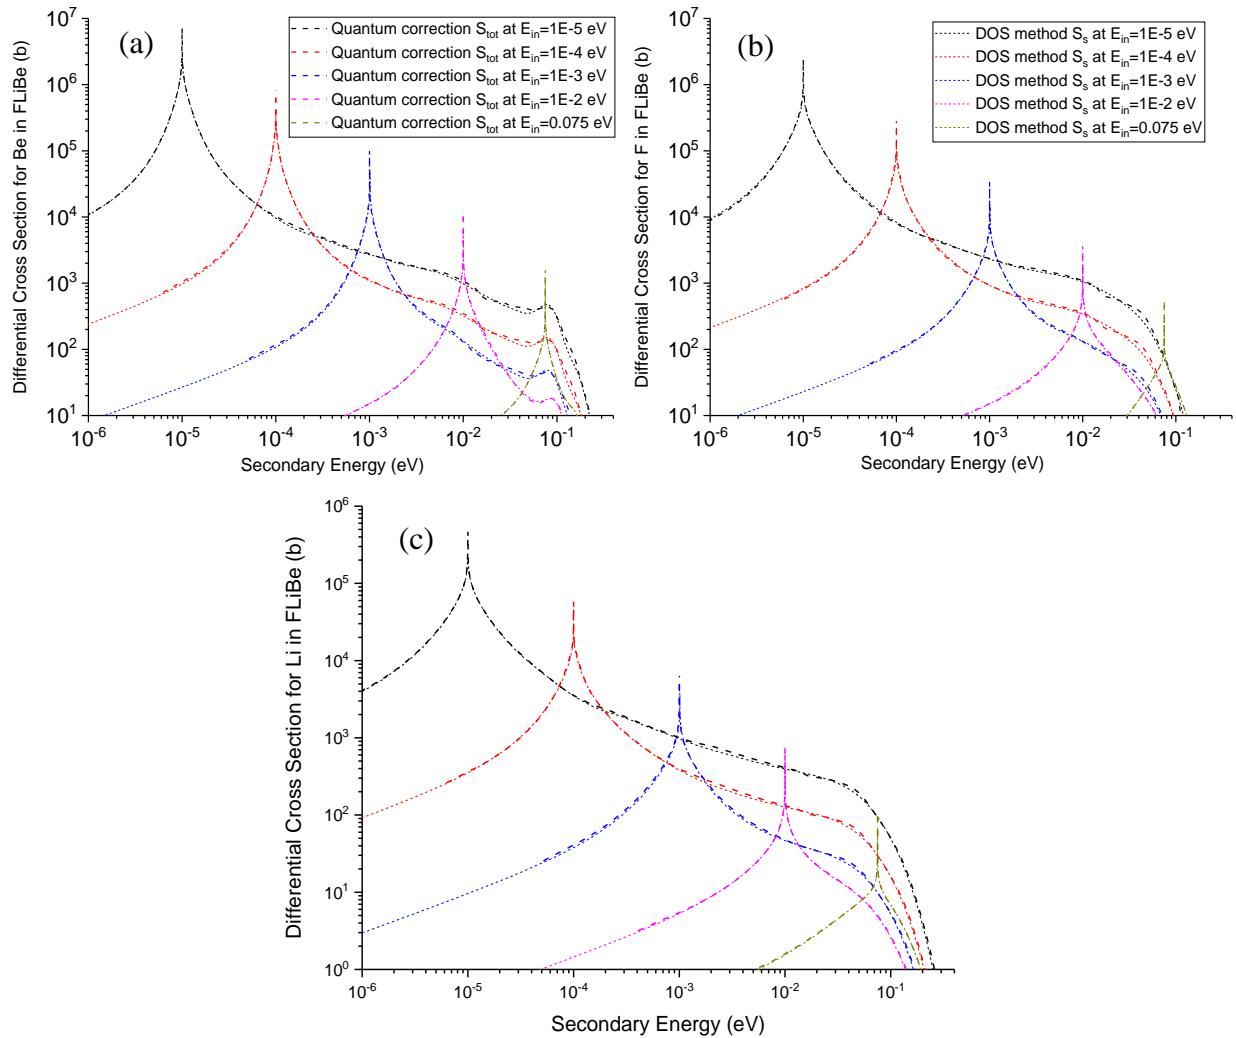 (a)
Quantum correction S_tot at E_in=1E-5 eV
Quantum correction S_tot at E_in=1E-4 eV
Quantum correction S_tot at E_in=1E-3 eV
Quantum correction S_tot at E_in=1E-2 eV
Quantum correction S_tot at E_in=0.075 eV
Differential Cross Section for Be in FLiBe (b)
10^7
10^6
10^5
10^4
10^3
10^2
10^1
10^-6
10^-5
10^-4
10^-3
10^-2
10^-1
Secondary Energy (eV)
(b)
DOS method S_s at E_in=1E-5 eV
DOS method S_s at E_in=1E-4 eV
DOS method S_s at E_in=1E-3 eV
DOS method S_s at E_in=1E-2 eV
DOS method S_s at E_in=0.075 eV
Differential Cross Section for F in FLiBe (b)
10^7
10^6
10^5
10^4
10^3
10^2
10^1
10^-6
10^-5
10^-4
10^-3
10^-2
10^-1
Secondary Energy (eV)
(c)
Differential Cross Section for Li in FLiBe (b)
10^6
10^5
10^4
10^3
10^2
10^1
10^0
10^-6
10^-5
10^-4
10^-3
10^-2
10^-1
Secondary Energy (eV)